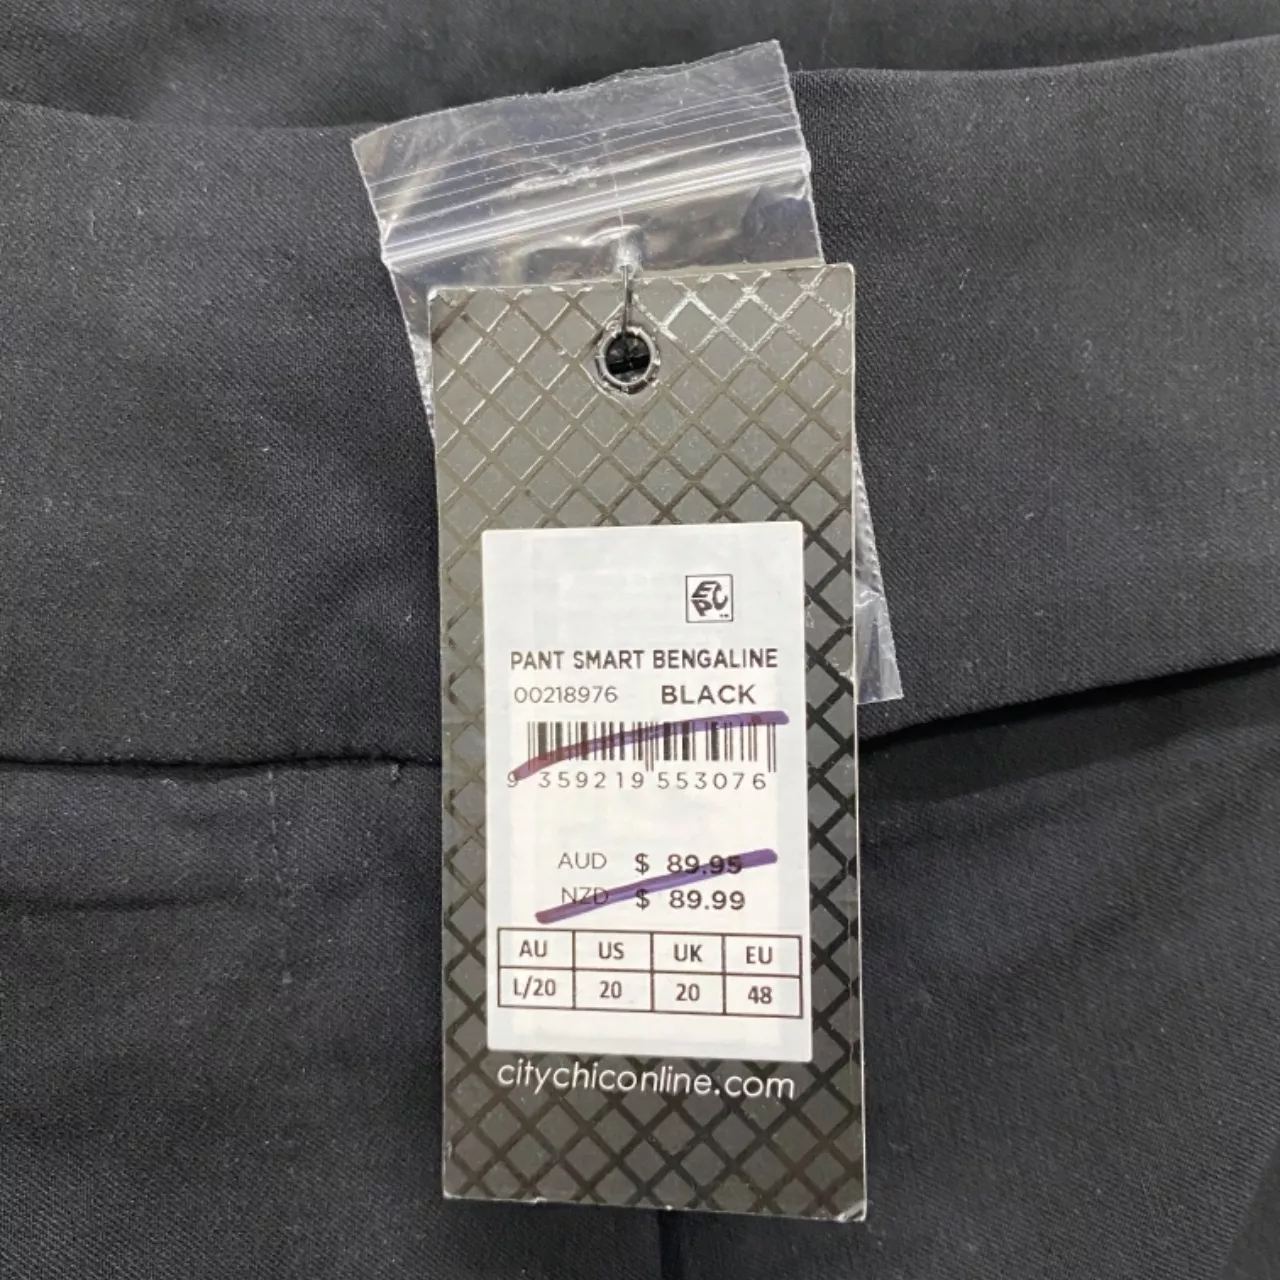 EPC
PANT SMART BENGALINE
00218976 BLACK
9 359219 553076
AUD $ 89.95
NZD $ 89.99
AU US UK EU
L/20 20 20 48
citychiconline.com